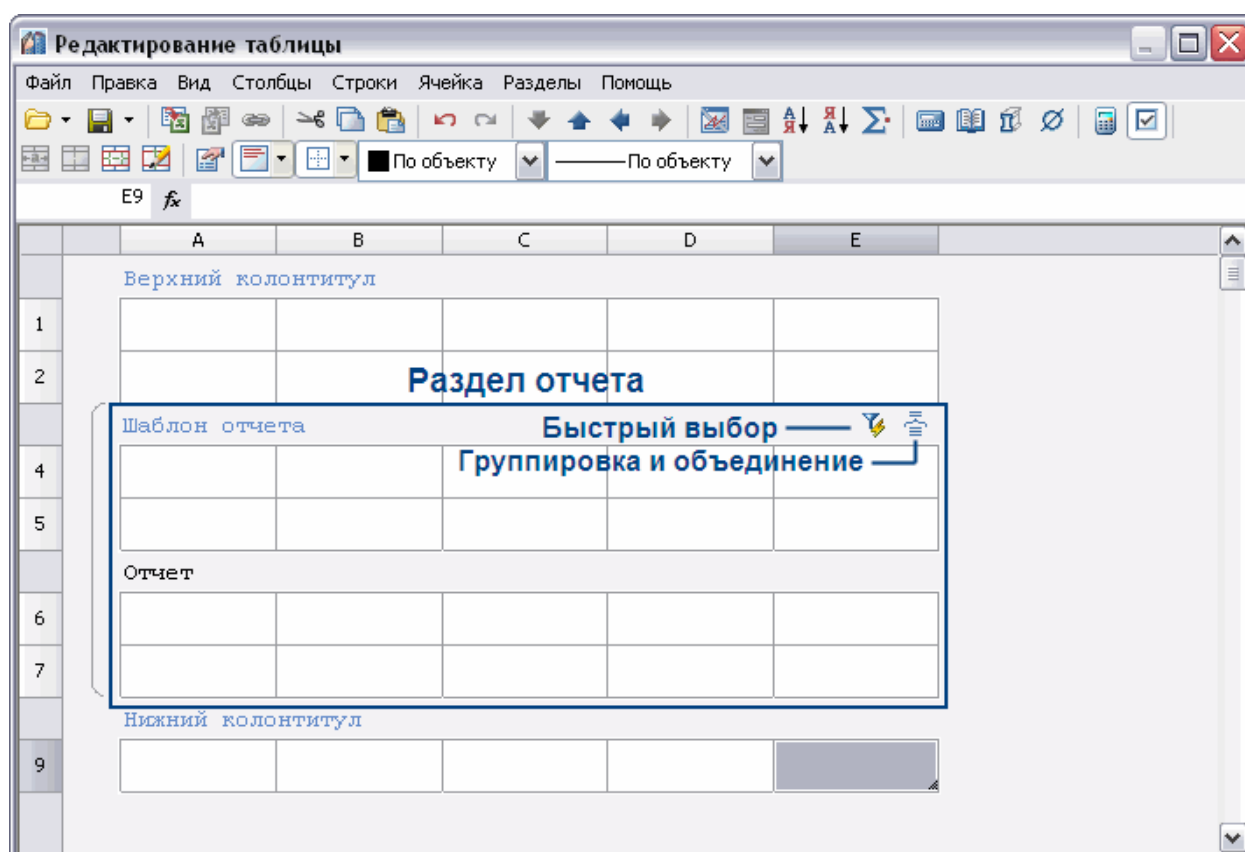 Редактирование таблицы
Файл Правка Вид Столбцы Строки Ячейка Разделы Помощь
По объекту По объекту
E9 fx
A B C D E
Верхний колонтитул
1
2
Раздел отчета
Шаблон отчета Быстрый выбор
Группировка и объединение
4
5
Отчет
6
7
Нижний колонтитул
9